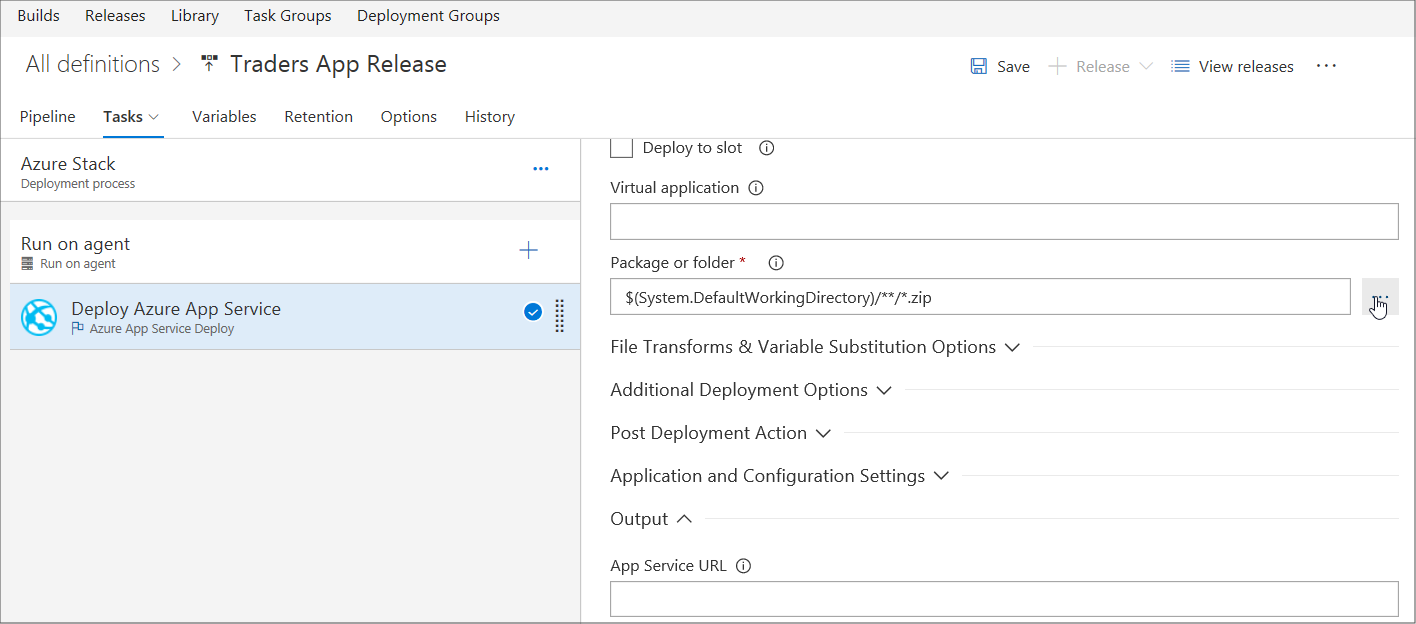 Builds Releases Library Task Groups Deployment Groups
All definitions > Traders App Release
Save + Release View releases ...
Pipeline Tasks Variables Retention Options History
Azure Stack ...
Deployment process
Run on agent +
Run on agent
Deploy Azure App Service
Azure App Service Deploy
Deploy to slot
Virtual application
Package or folder *
$(System.DefaultWorkingDirectory)/**/*.zip
File Transforms & Variable Substitution Options
Additional Deployment Options
Post Deployment Action
Application and Configuration Settings
Output
App Service URL